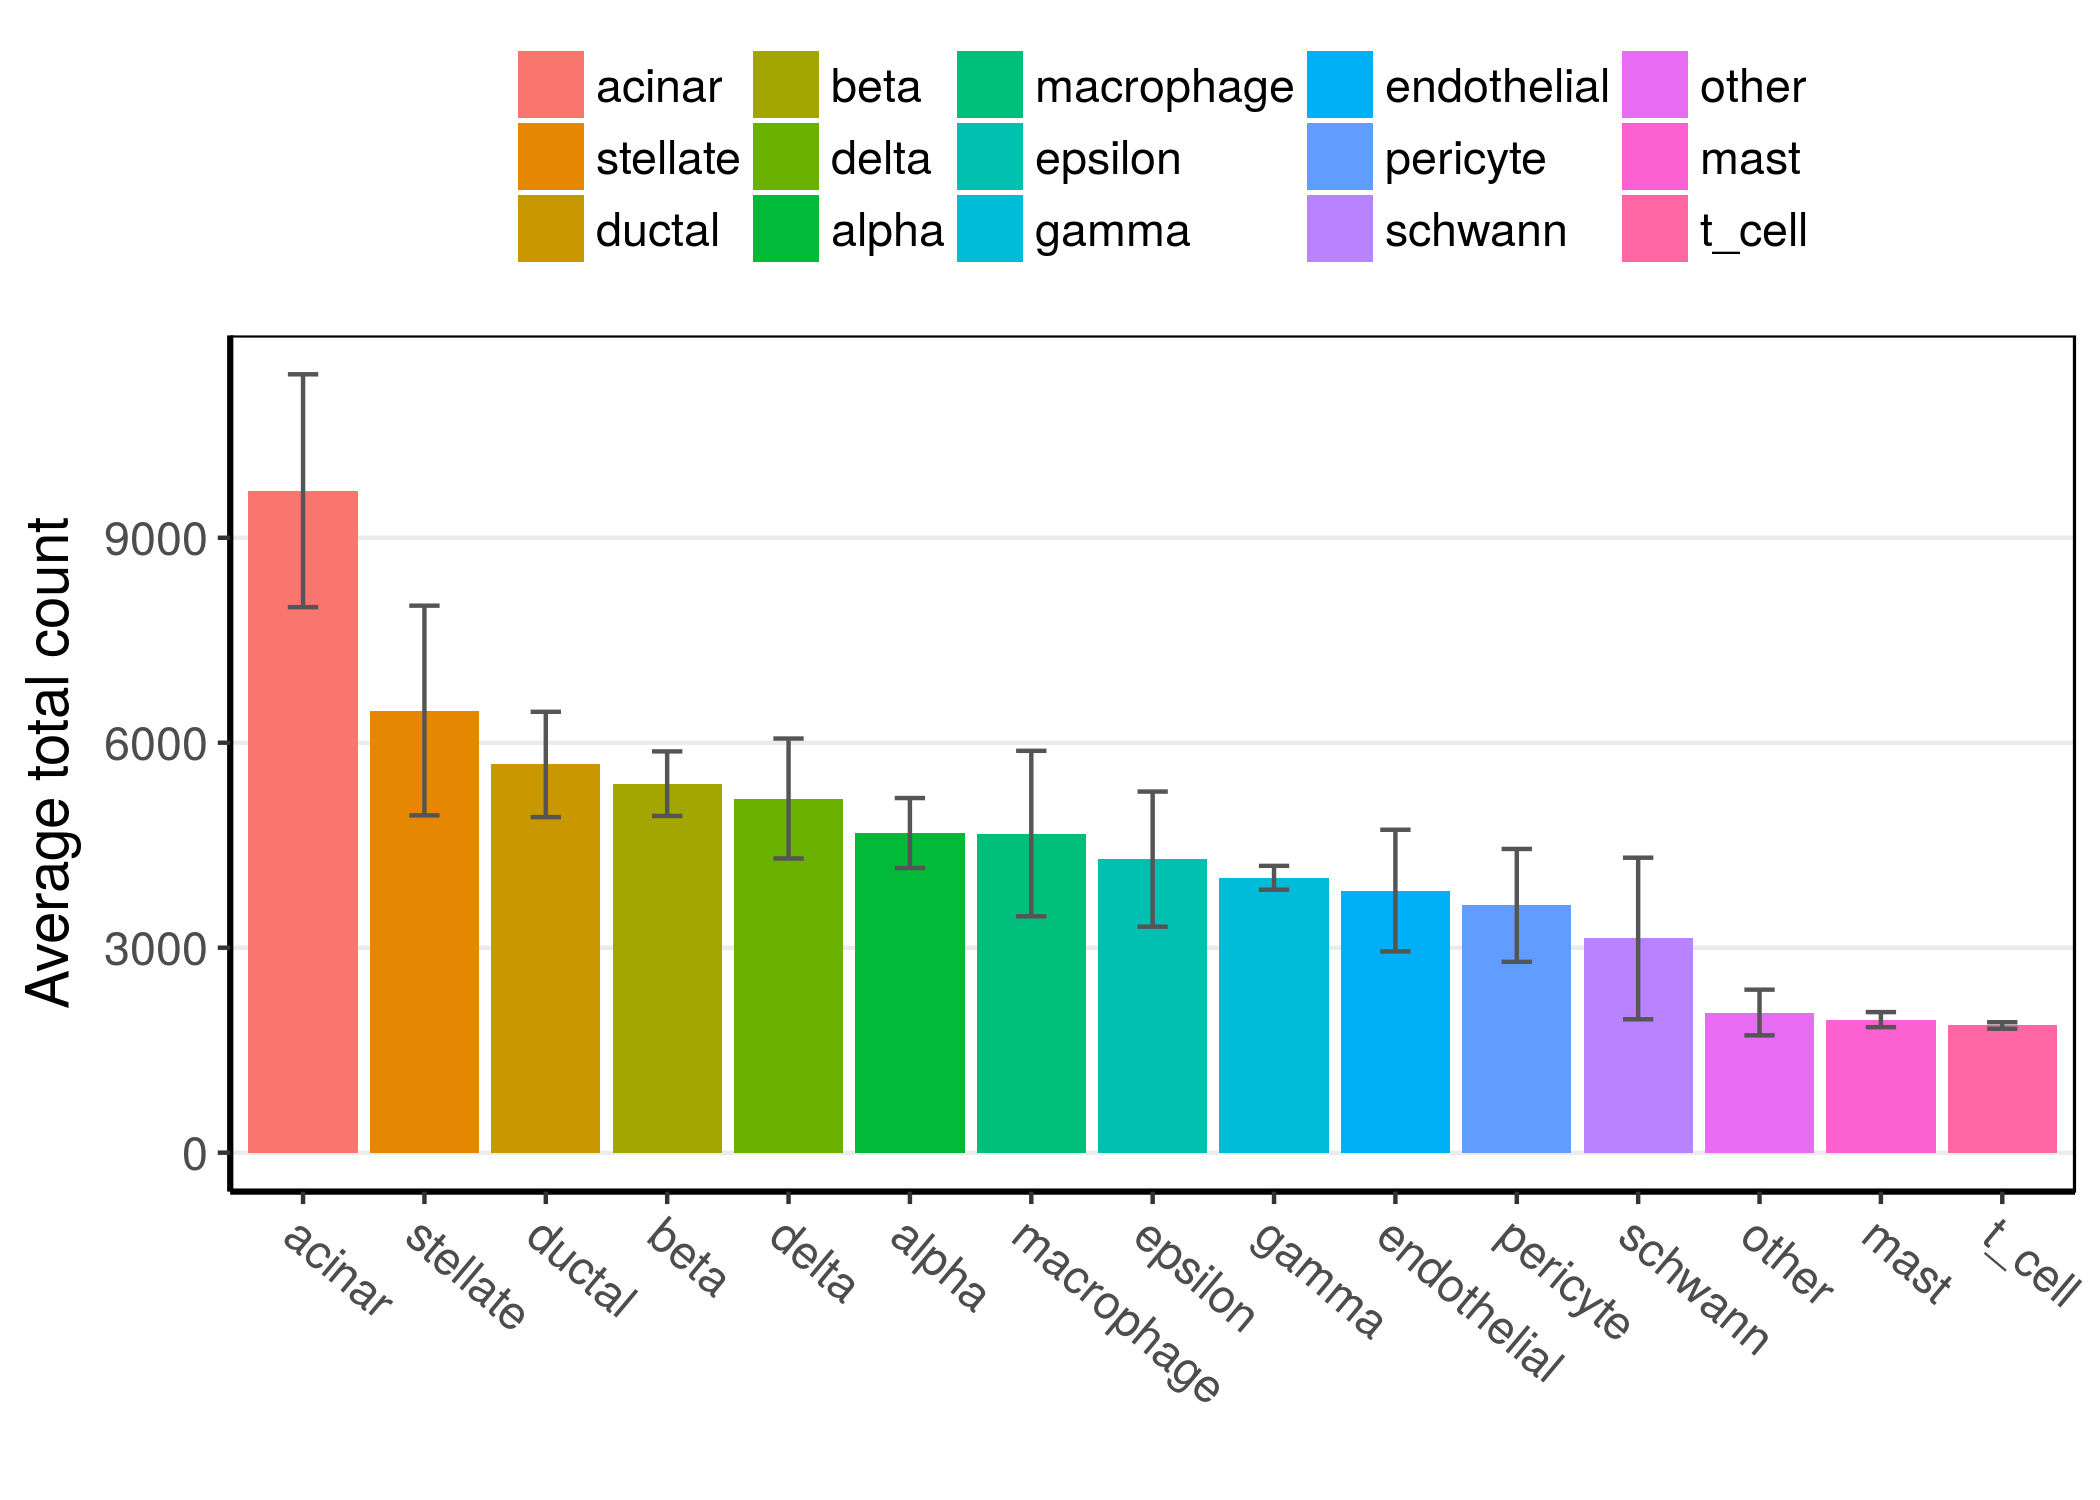 acinar beta macrophage endothelial other
stellate delta epsilon pericyte mast
ductal alpha gamma schwann t_cell
Average total count
9000
6000
3000
0
acinar stellate ductal beta delta alpha macrophage epsilon gamma endothelial pericyte schwann other mast t_cell